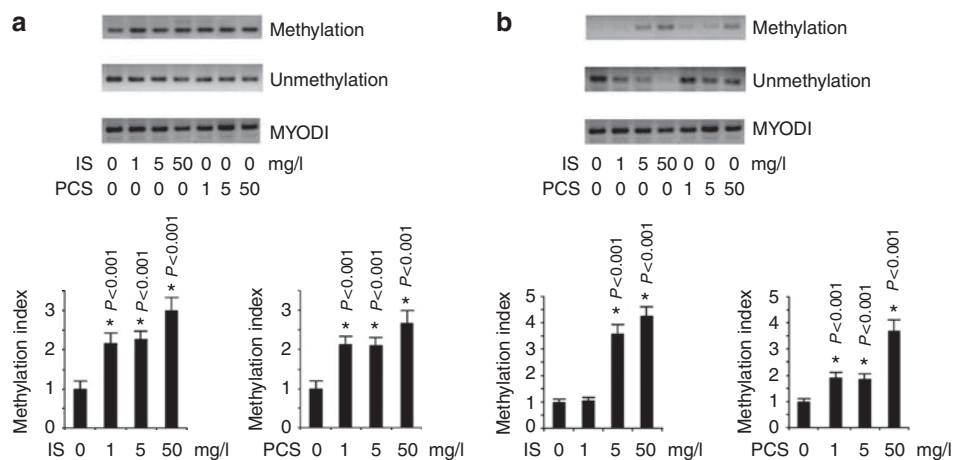 a
Methylation
Unmethylation
MYODI
IS 0 1 5 50 0 0 0 mg/l
PCS 0 0 0 0 1 5 50
Methylation index
3
2
1
0
* P<0.001
* P<0.001
* P<0.001
IS 0 1 5 50 mg/l
Methylation index
3
2
1
0
* P<0.001
* P<0.001
* P<0.001
PCS 0 1 5 50
b
Methylation
Unmethylation
MYODI
IS 0 1 5 50 0 0 0 mg/l
PCS 0 0 0 0 1 5 50
Methylation index
5
4
3
2
1
0
* P<0.001
* P<0.001
IS 0 1 5 50 mg/l
Methylation index
5
4
3
2
1
0
* P<0.001
* P<0.001
* P<0.001
PCS 0 1 5 50 mg/l